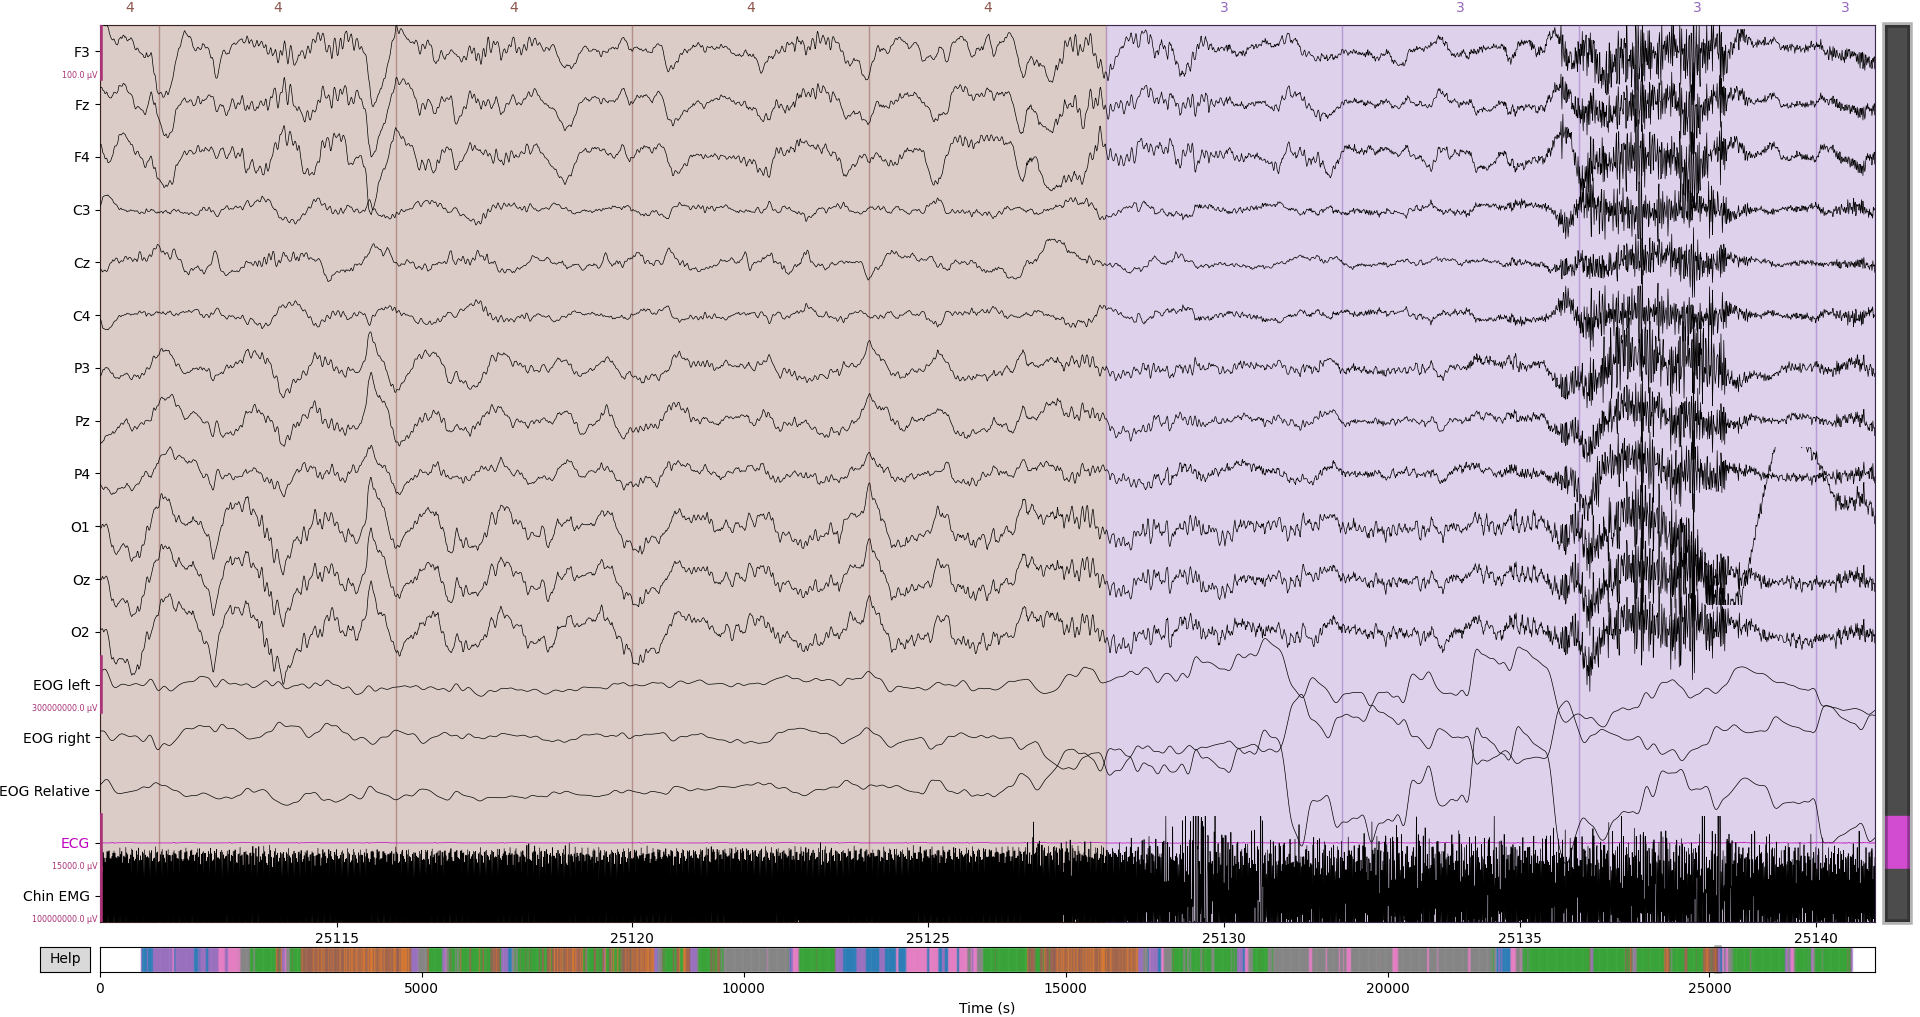 4 4 4 4 4 3 3 3 3
F3
100.0 µV
Fz
F4
C3
Cz
C4
P3
Pz
P4
O1
Oz
O2
EOG left
300000000.0 µV
EOG right
EOG Relative
ECG
15000.0 µV
Chin EMG
100000000.0 µV
25115 25120 25125 25130 25135 25140
Help
0 5000 10000 15000 20000 25000
Time (s)